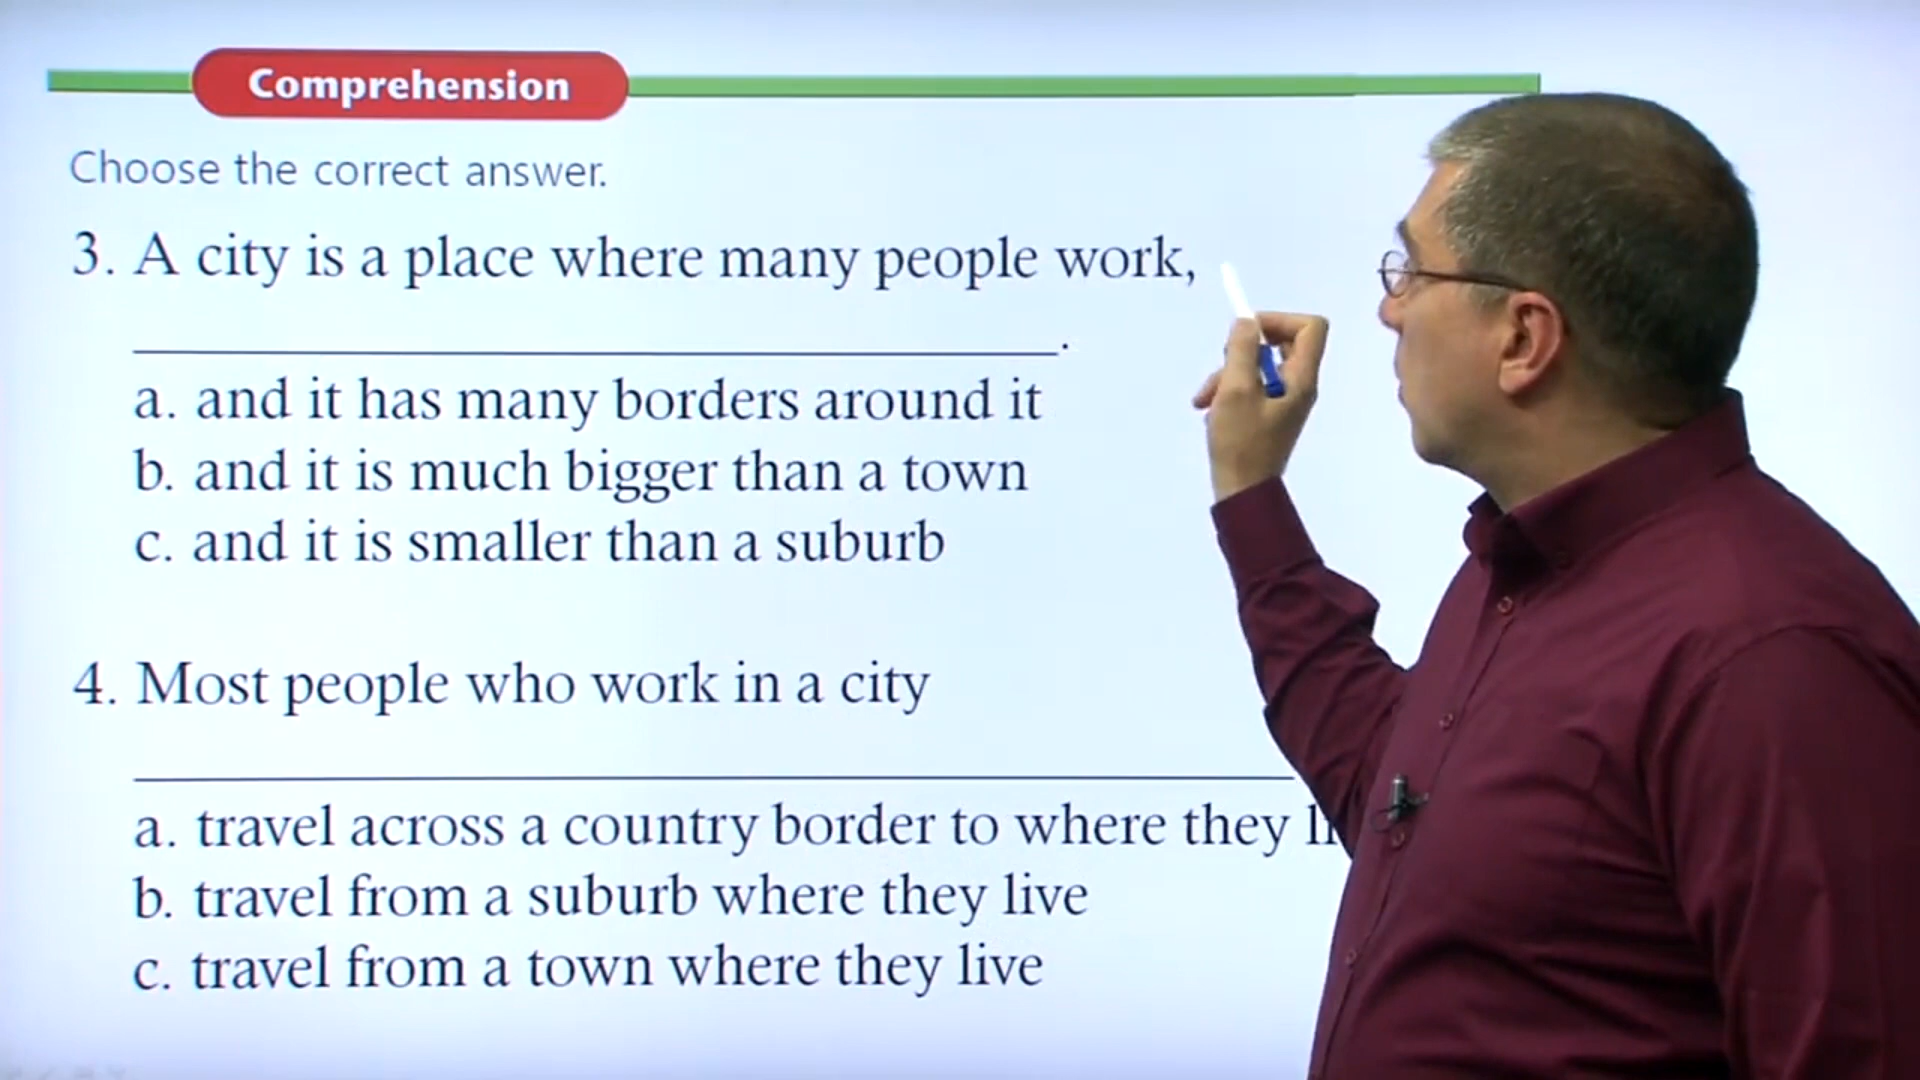 Comprehension
Choose the correct answer.
3. A city is a place where many people work,
.
a. and it has many borders around it
b. and it is much bigger than a town
c. and it is smaller than a suburb
4. Most people who work in a city
a. travel across a country border to where they
b. travel from a suburb where they live
c. travel from a town where they live